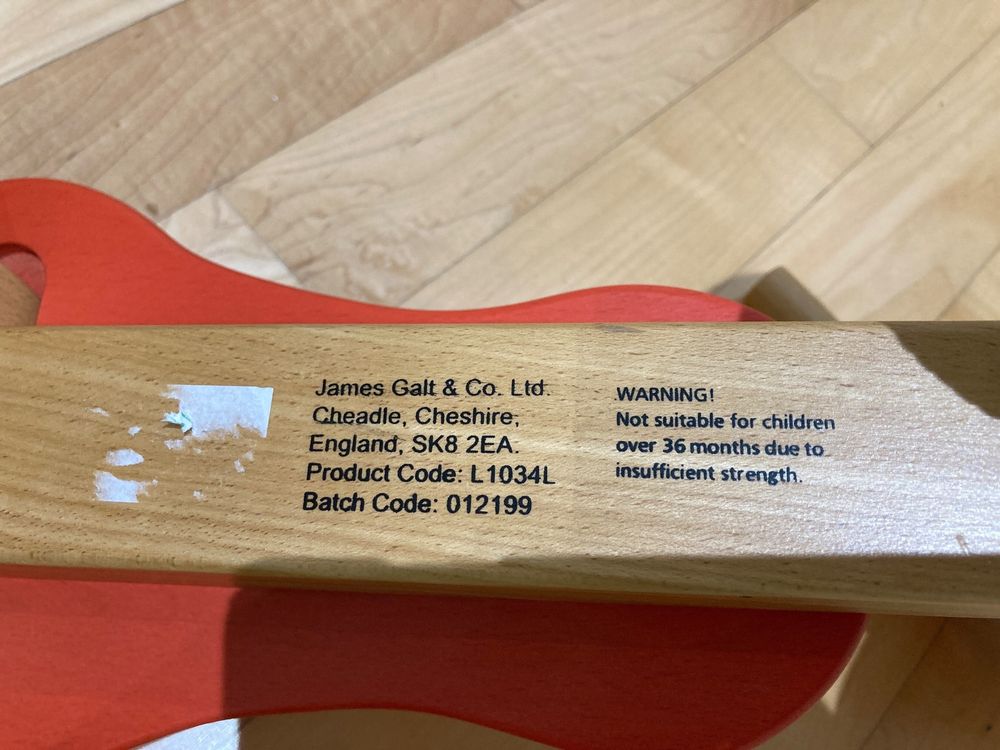 James Galt & Co. Ltd.
Cheadle, Cheshire,
England, SK8 2EA.
Product Code: L1034L
Batch Code: 012199
WARNING!
Not suitable for children
over 36 months due to
insufficient strength.